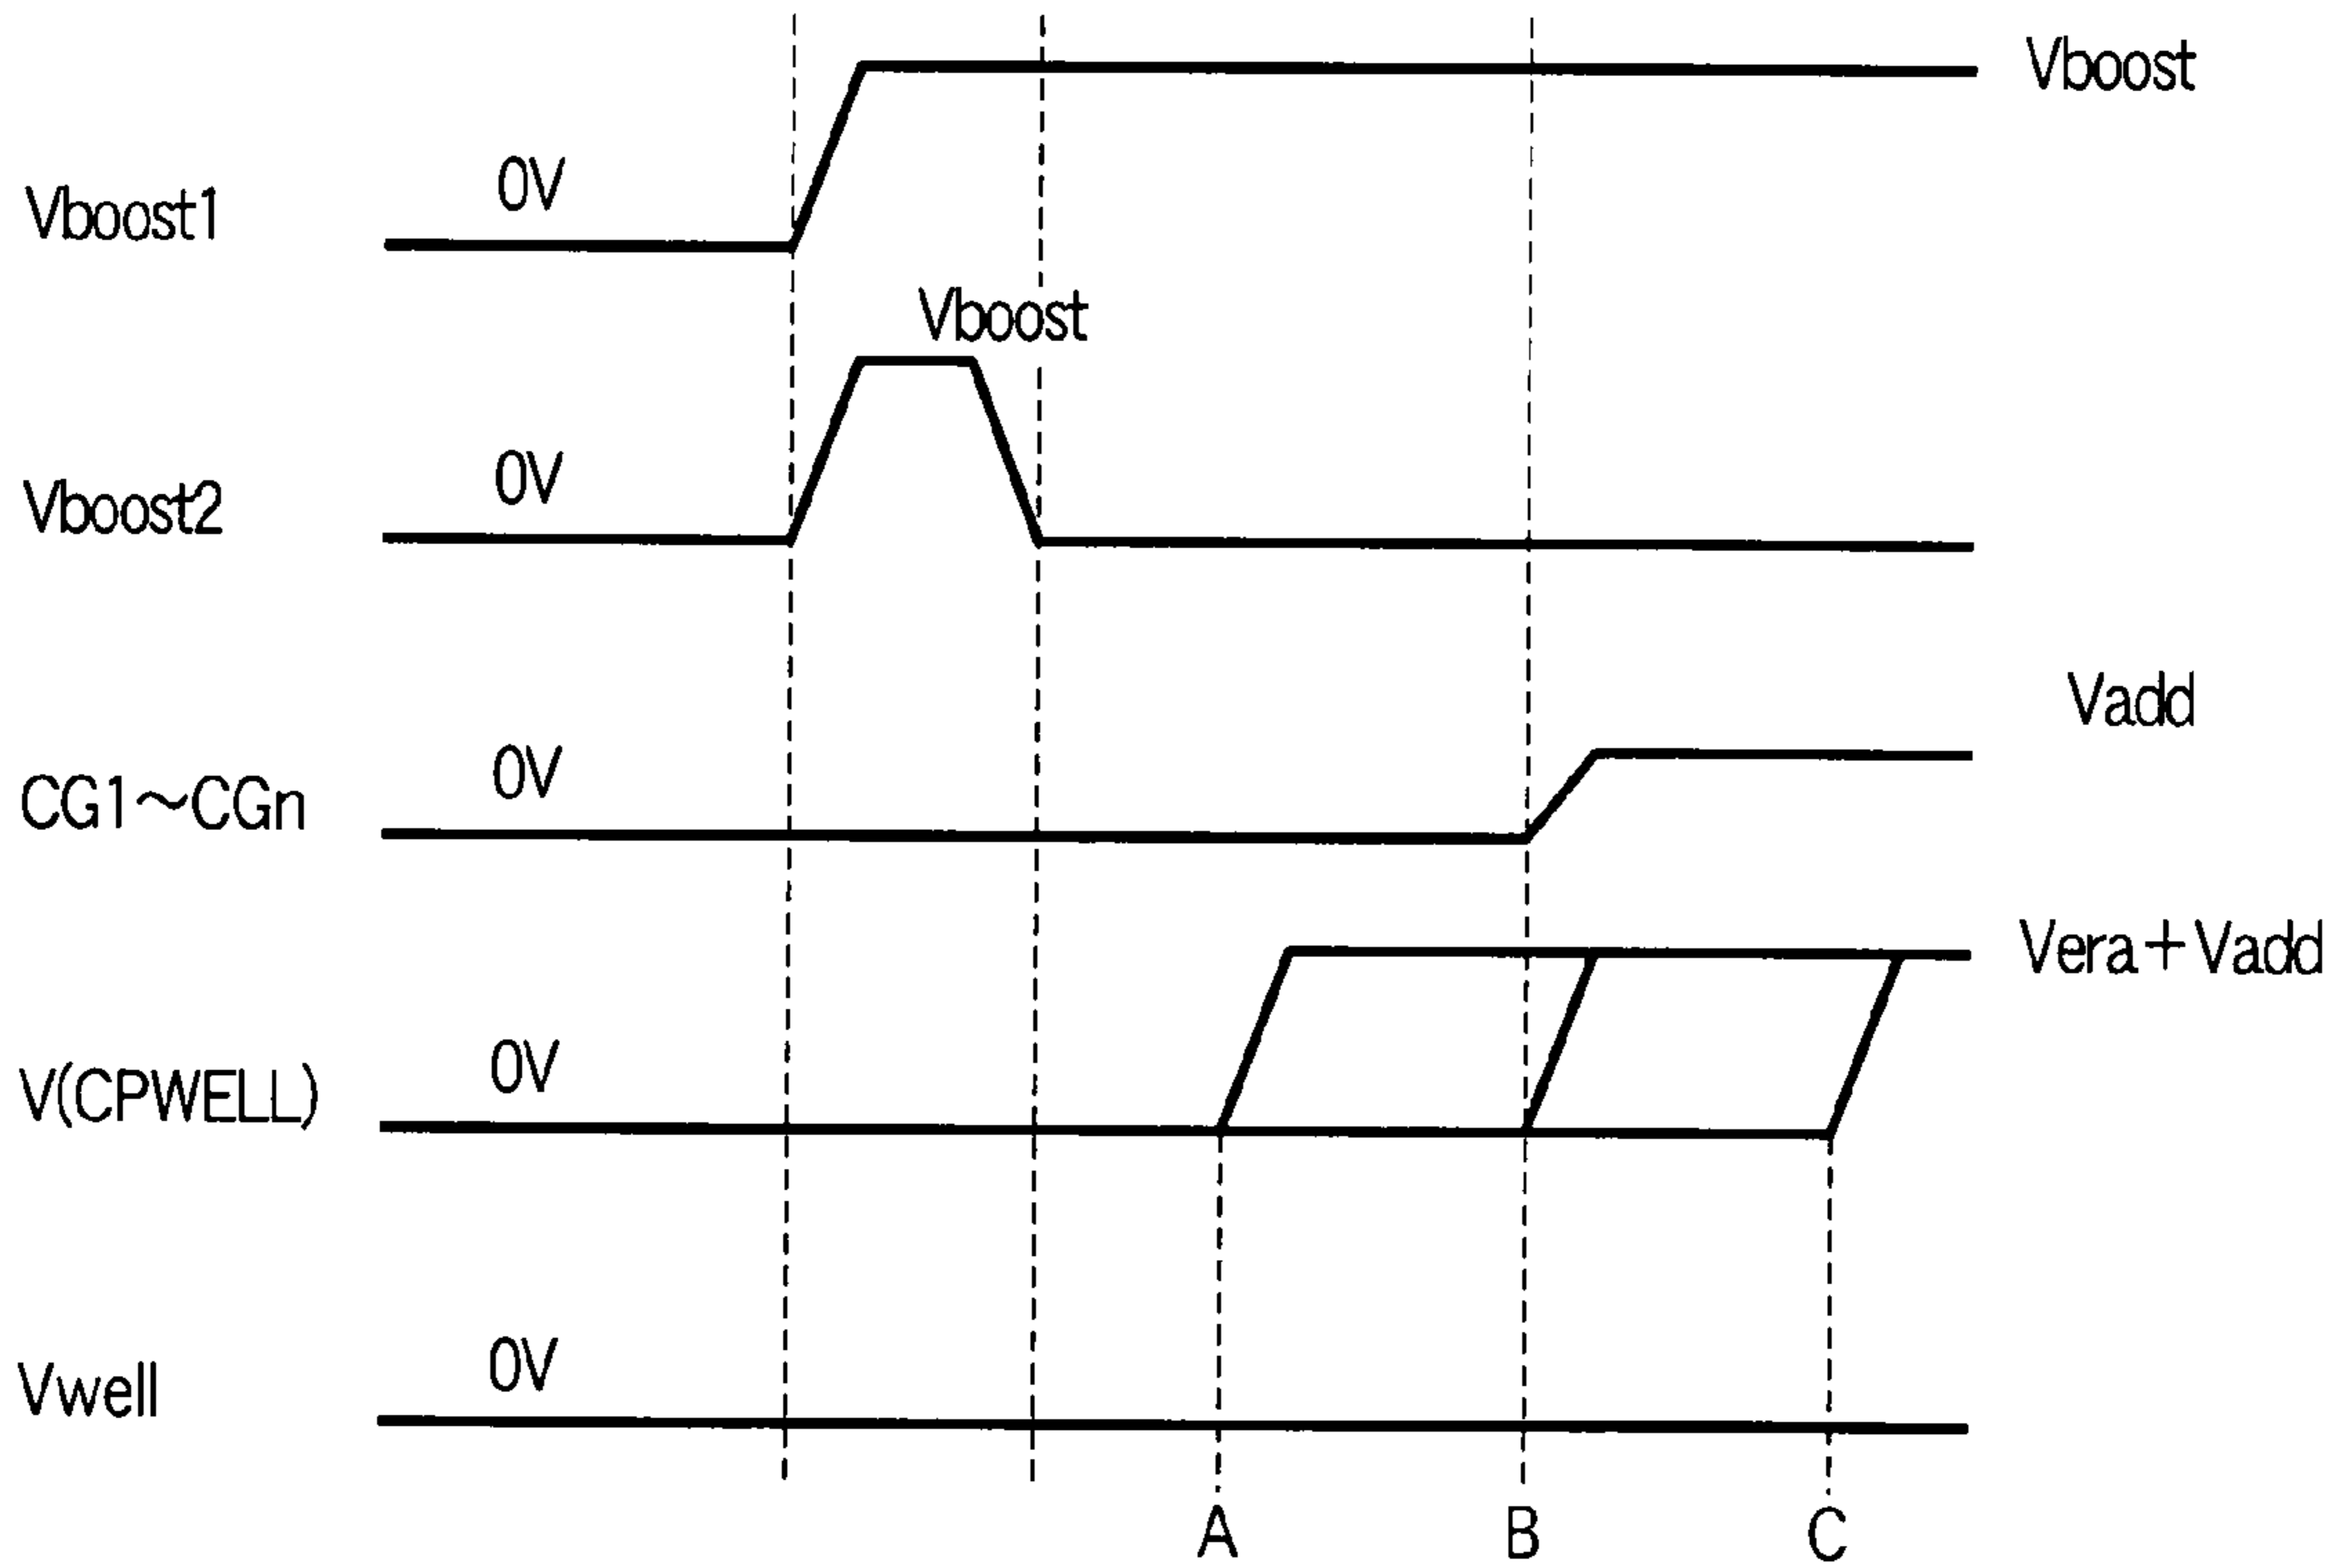 Vboost
0V
Vboost1
Vboost
0V
Vboost2
Vadd
0V
CG1～CGn
Vera+Vadd
0V
V(CPWELL)
0V
Vwell
A B C